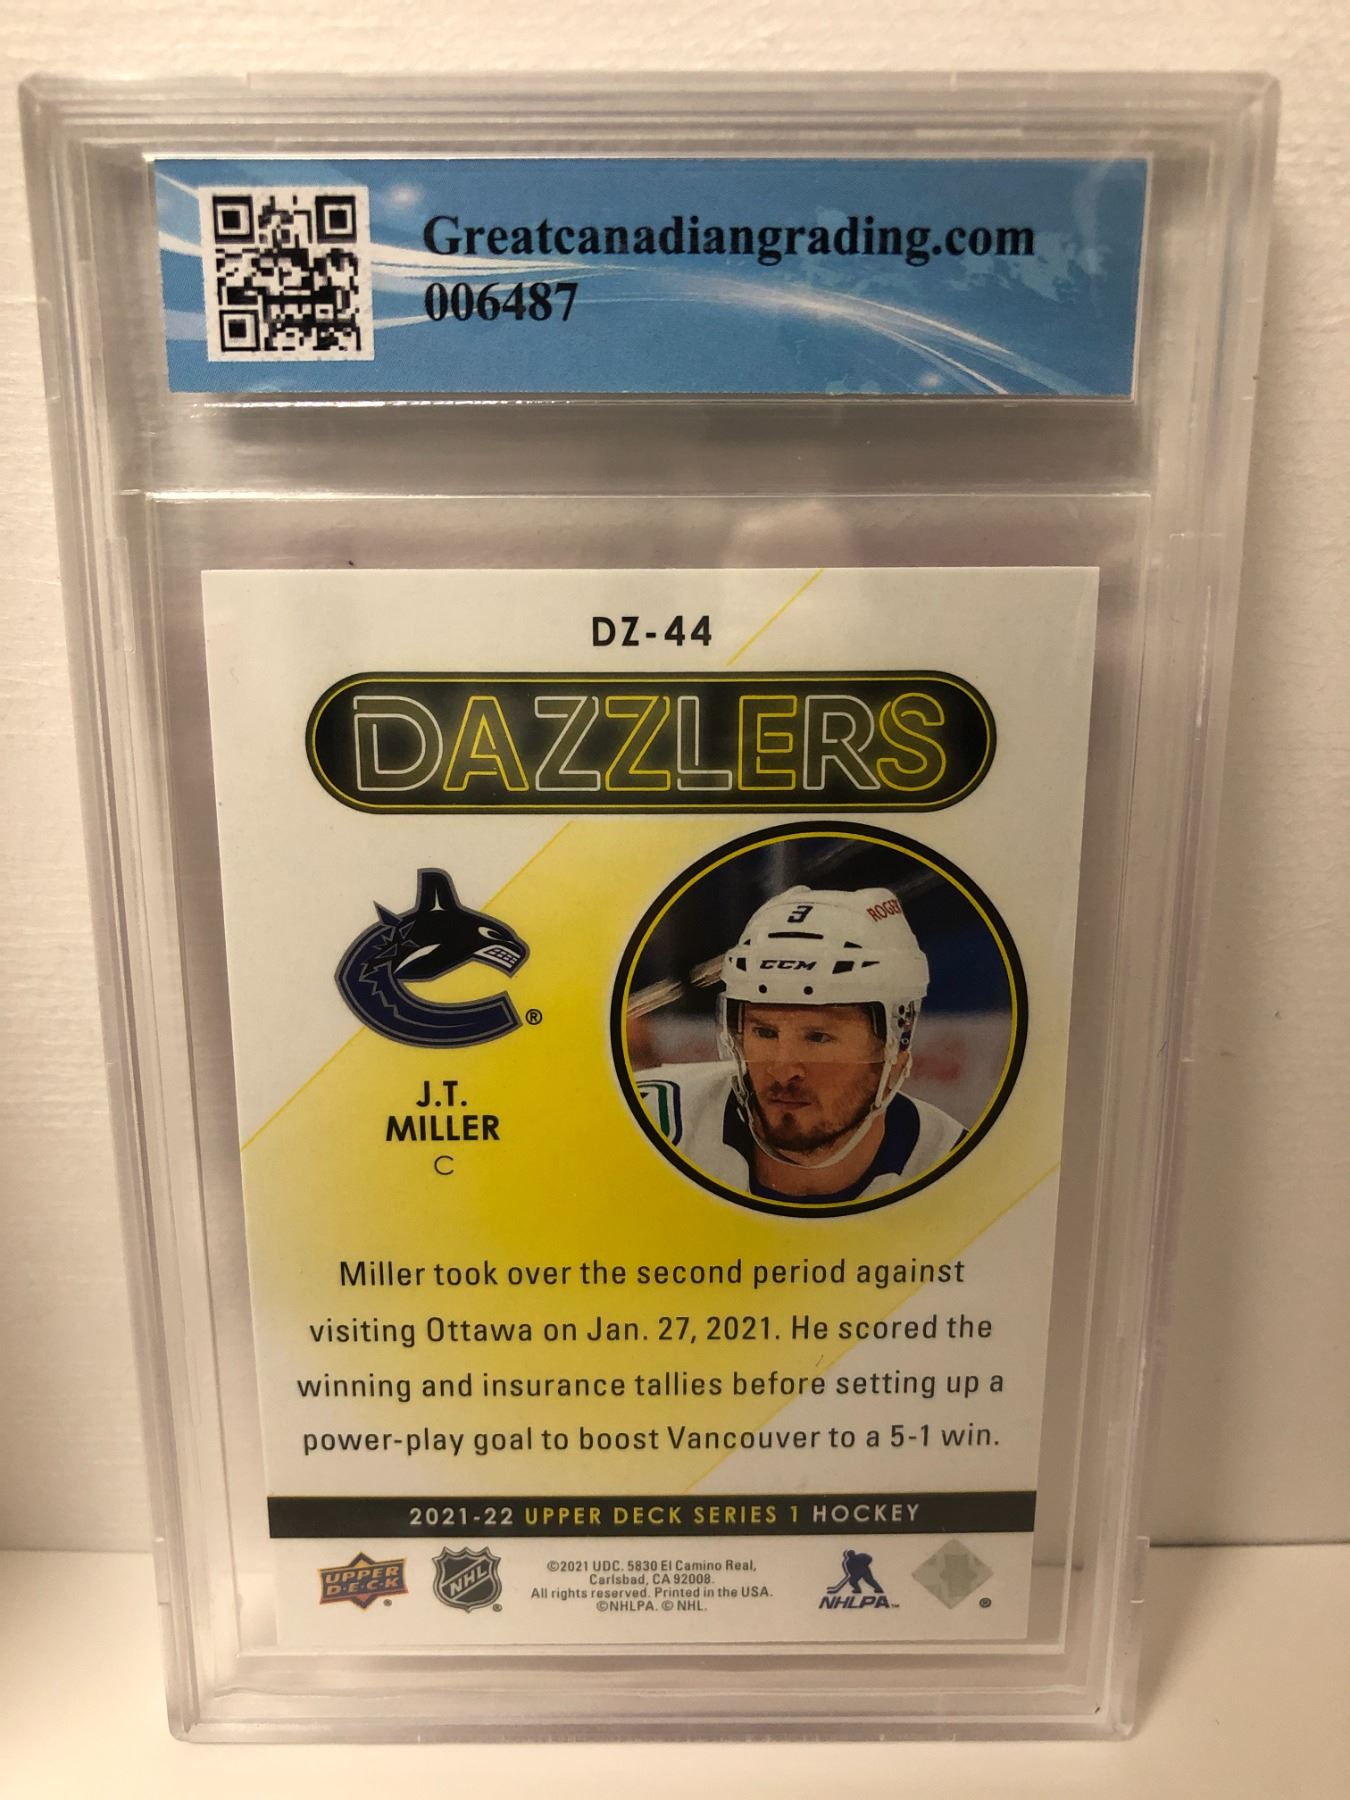 Greatcanadiangrading.com
006487
DZ-44
DAZZLERS
3
ROGERS
CCM
®
J.T.
MILLER
C
Miller took over the second period against
visiting Ottawa on Jan. 27, 2021. He scored the
winning and insurance tallies before setting up a
power-play goal to boost Vancouver to a 5-1 win.
2021-22 UPPER DECK SERIES 1 HOCKEY
UPPER
D·E·C·K
®
NHL
®
©2021 UDC. 5830 El Camino Real,
Carlsbad, CA 92008.
All rights reserved. Printed in the USA.
©NHLPA. © NHL.
NHLPA™
®